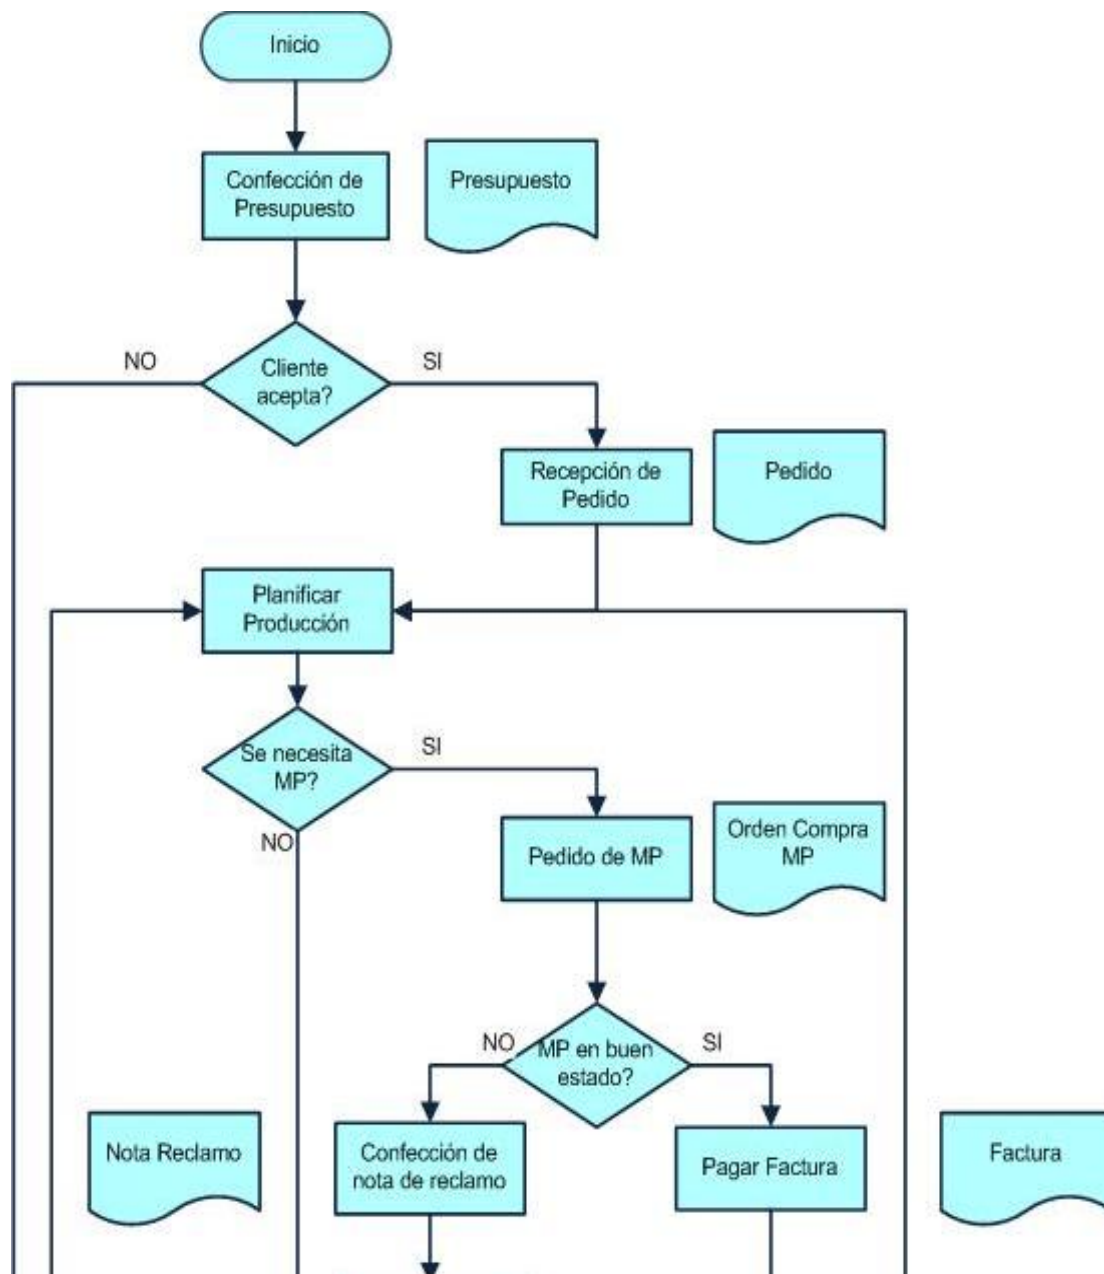 Inicio
Confección de
Presupuesto
Presupuesto
NO
SI
Cliente
acepta?
Recepción de
Pedido
Pedido
Planificar
Producción
Se necesita
MP?
SI
NO
Pedido de MP
Orden Compra
MP
NO
SI
MP en buen
estado?
Nota Reclamo
Confección de
nota de reclamo
Pagar Factura
Factura